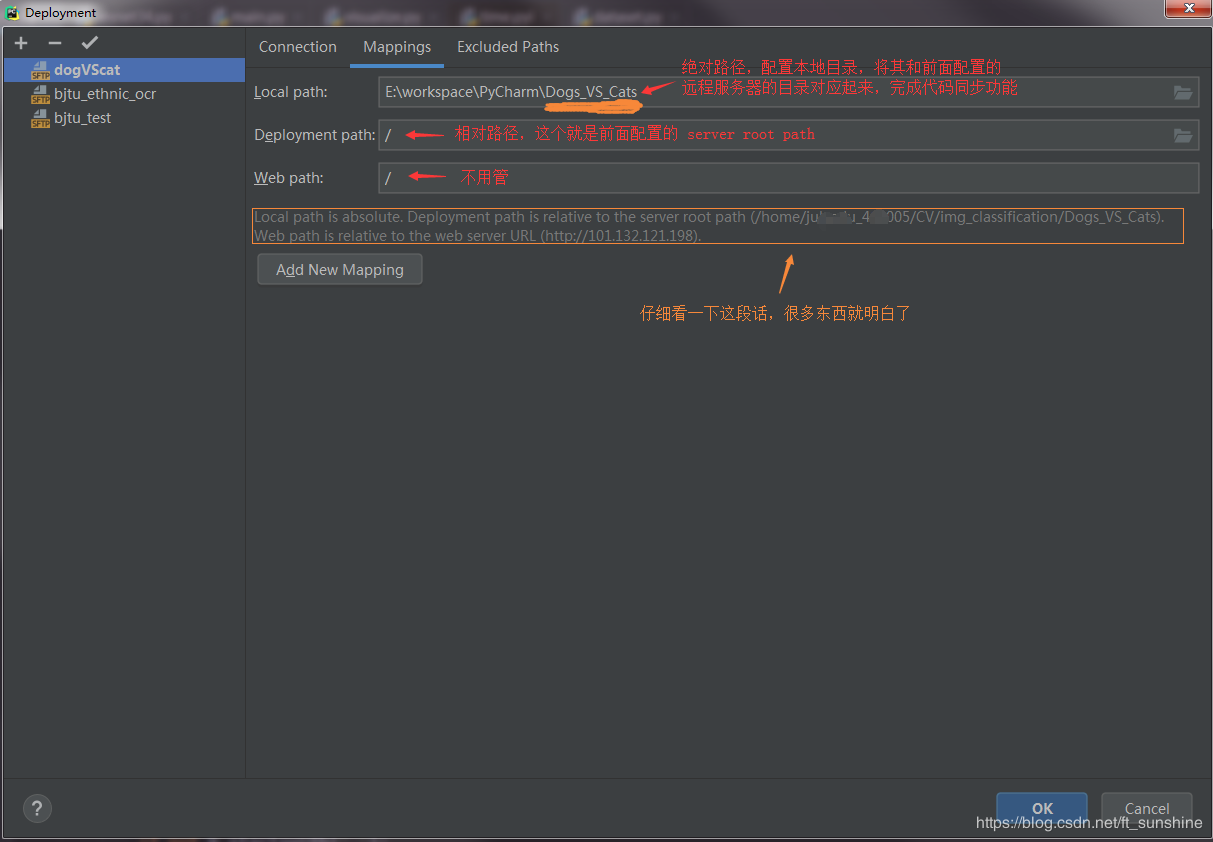 Deployment
dogVScat
bjtu_ethnic_ocr
bjtu_test
SFTP
SFTP
SFTP
Connection Mappings Excluded Paths
Local path: E:\workspace\PyCharm\Dogs_VS_Cats
绝对路径，配置本地目录，将其和前面配置的
远程服务器的目录对应起来，完成代码同步功能
Deployment path: / 相对路径，这个就是前面配置的 server root path
Web path: / 不用管
Local path is absolute. Deployment path is relative to the server root path (/home/ 005/CV/img_classification/Dogs_VS_Cats).
Web path is relative to the web server URL (http://101.132.121.198).
Add New Mapping
仔细看一下这段话，很多东西就明白了
?
OK Cancel
https://blog.csdn.net/ft_sunshine